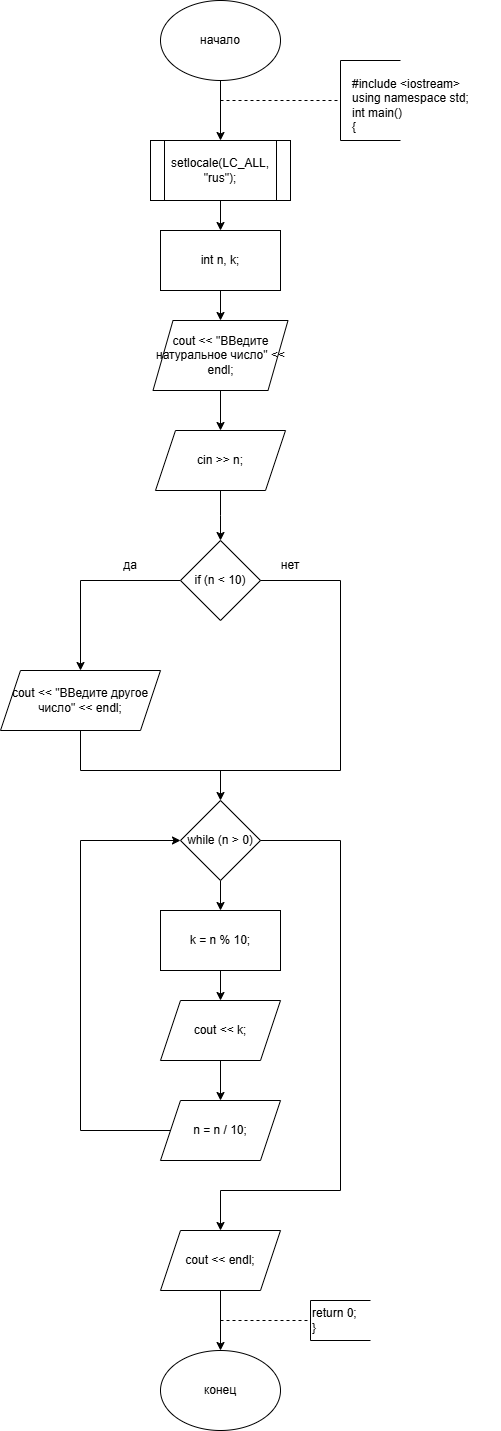 начало
#include <iostream>
using namespace std;
int main()
{
setlocale(LC_ALL,
"rus");
int n, k;
cout << "ВВедите
натуральное число" <<
endl;
cin >> n;
if (n < 10)
да
нет
cout << "ВВедите другое
число" << endl;
while (n > 0)
k = n % 10;
cout << k;
n = n / 10;
cout << endl;
return 0;
}
конец